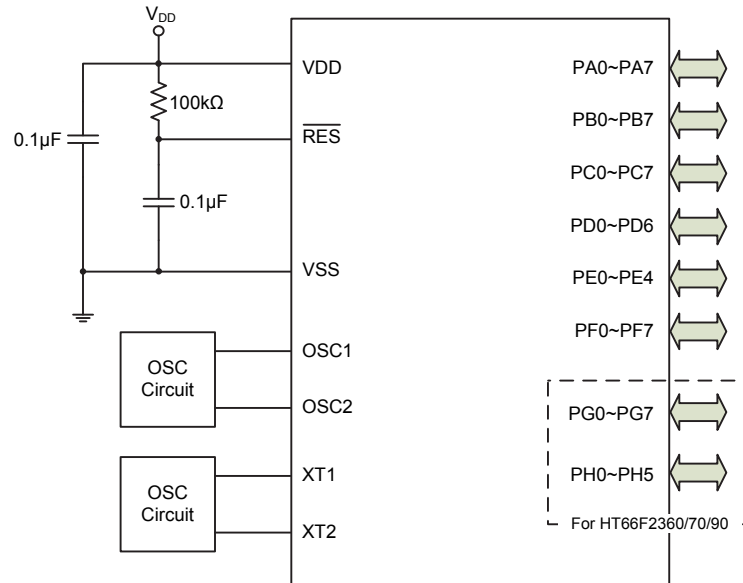 VDD
VDD
PA0~PA7
100kΩ
0.1µF
RES
PB0~PB7
PC0~PC7
0.1µF
PD0~PD6
VSS
PE0~PE4
PF0~PF7
OSC1
OSC
Circuit
OSC2
PG0~PG7
XT1
PH0~PH5
OSC
Circuit
XT2
For HT66F2360/70/90